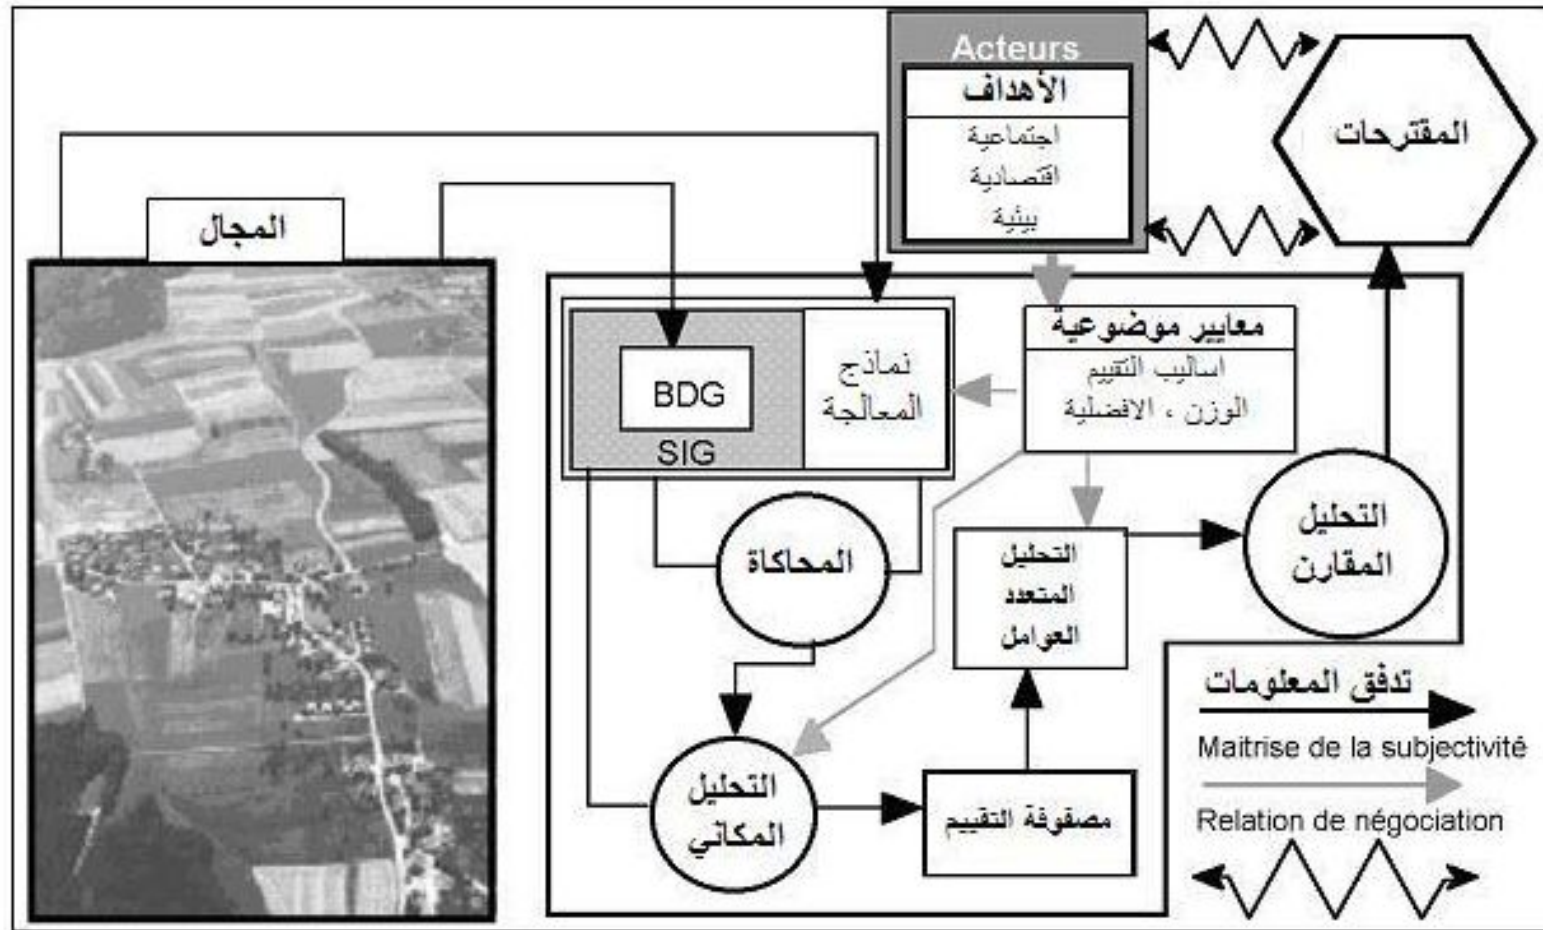 Acteurs
الأهداف
اجتماعية
اقتصادية
بيئية
المقترحات
المجال
BDG
SIG
نماذج
المعالجة
معايير موضوعية
اساليب التقييم
الوزن ، الافضلية
المحاكاة
التحليل
المتعدد
العوامل
التحليل
المقارن
التحليل
المكاني
مصفوفة التقييم
تدفق المعلومات
Maitrise de la subjectivité
Relation de négociation